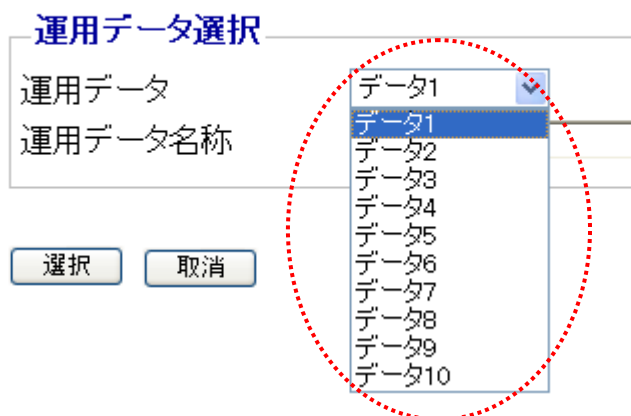 運用データ選択
運用データ
データ1
運用データ名称
データ1
データ2
データ3
データ4
データ5
データ6
データ7
データ8
データ9
データ10
選択
取消